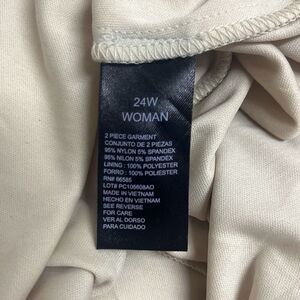 24W
WOMAN
2 PIECE GARMENT
CONJUNTO DE 2 PIEZAS
95% NYLON 5% SPANDEX
95% NILON 5% SPANDEX
LINING : 100% POLYESTER
FORRO : 100% POLYESTER
RN# 66585
LOT# PC106608AO
MADE IN VIETNAM
HECHO EN VIETNAM
SEE REVERSE
FOR CARE
VER AL DORSO
PARA CUIDADO